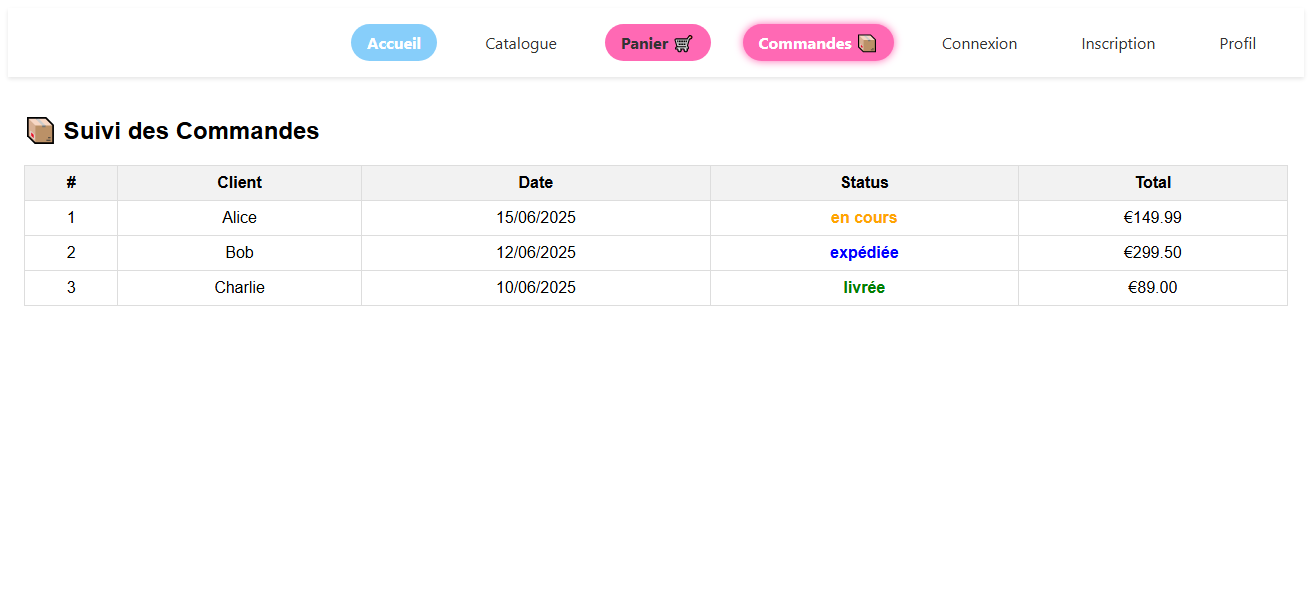 Accueil Catalogue Panier 🛒 Commandes 📦 Connexion Inscription Profil
📦 Suivi des Commandes
# Client Date Status Total
1 Alice 15/06/2025 en cours €149.99
2 Bob 12/06/2025 expédiée €299.50
3 Charlie 10/06/2025 livrée €89.00